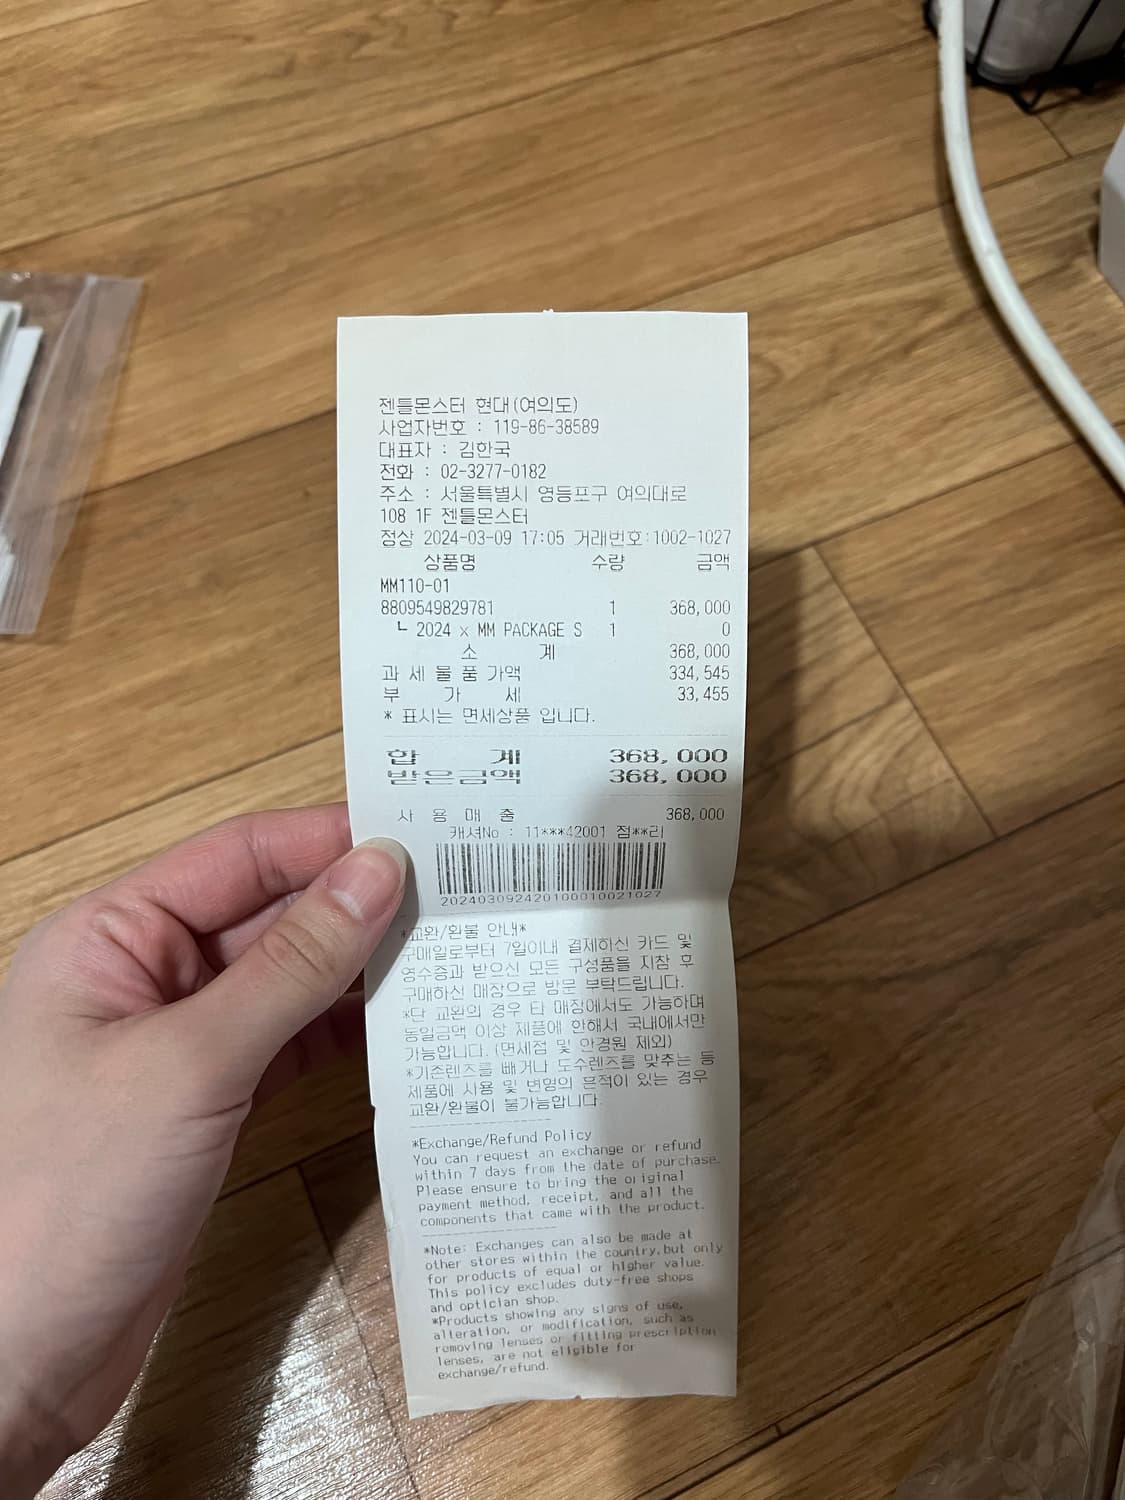 젠틀몬스터 현대(여의도)
사업자번호 : 119-86-38589
대표자 : 김한국
전화 : 02-3277-0182
주소 : 서울특별시 영등포구 여의대로
108 1F 젠틀몬스터
정상 2024-03-09 17:05 거래번호:1002-1027
상품명 수량 금액
MM110-01
8809549829781 1 368,000
┗ 2024 x MM PACKAGE S 1 0
소 계 368,000
과 세 물 품 가액 334,545
부 가 세 33,455
* 표시는 면세상품 입니다.
합 계 368,000
받은금액 368,000
사 용 매 출 368,000
캐셔No : 11***42001 점**리
202403092420100010021027
*교환/환불 안내*
구매일로부터 7일이내 결제하신 카드 및
영수증과 받으신 모든 구성품을 지참 후
구매하신 매장으로 방문 부탁드립니다.
*단 교환의 경우 타 매장에서도 가능하며
동일금액 이상 제품에 한해서 국내에서만
가능합니다. (면세점 및 안경원 제외)
*기존렌즈를 빼거나 도수렌즈를 맞추는 등
제품에 사용 및 변형의 흔적이 있는 경우
교환/환불이 불가능합니다.
*Exchange/Refund Policy
You can request an exchange or refund
within 7 days from the date of purchase.
Please ensure to bring the original
payment method, receipt, and all the
components that came with the product.
*Note: Exchanges can also be made at
other stores within the country,but only
for products of equal or higher value.
This policy excludes duty-free shops
and optician shop.
*Products showing any signs of use,
alteration, or modification, such as
removing lenses or fitting prescription
lenses, are not eligible for
exchange/refund.